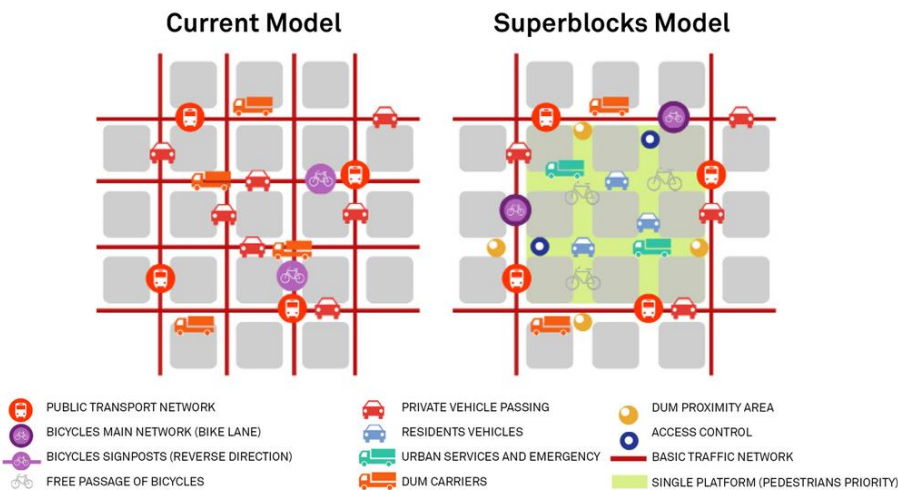 Current Model
Superblocks Model
PUBLIC TRANSPORT NETWORK
BICYCLES MAIN NETWORK (BIKE LANE)
BICYCLES SIGNPOSTS (REVERSE DIRECTION)
FREE PASSAGE OF BICYCLES
PRIVATE VEHICLE PASSING
RESIDENTS VEHICLES
URBAN SERVICES AND EMERGENCY
DUM CARRIERS
DUM PROXIMITY AREA
ACCESS CONTROL
BASIC TRAFFIC NETWORK
SINGLE PLATFORM (PEDESTRIANS PRIORITY)